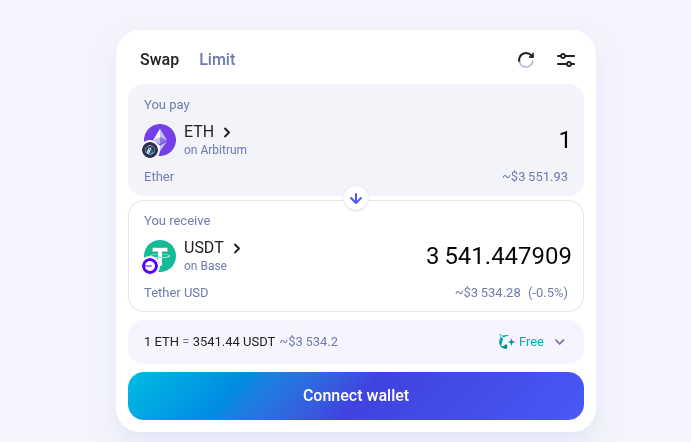 Swap Limit
You pay
ETH
on Arbitrum
1
Ether
~$3 551.93
You receive
USDT
on Base
3 541.447909
Tether USD
~$3 534.28 (-0.5%)
1 ETH = 3541.44 USDT ~$3 534.2
Free
Connect wallet